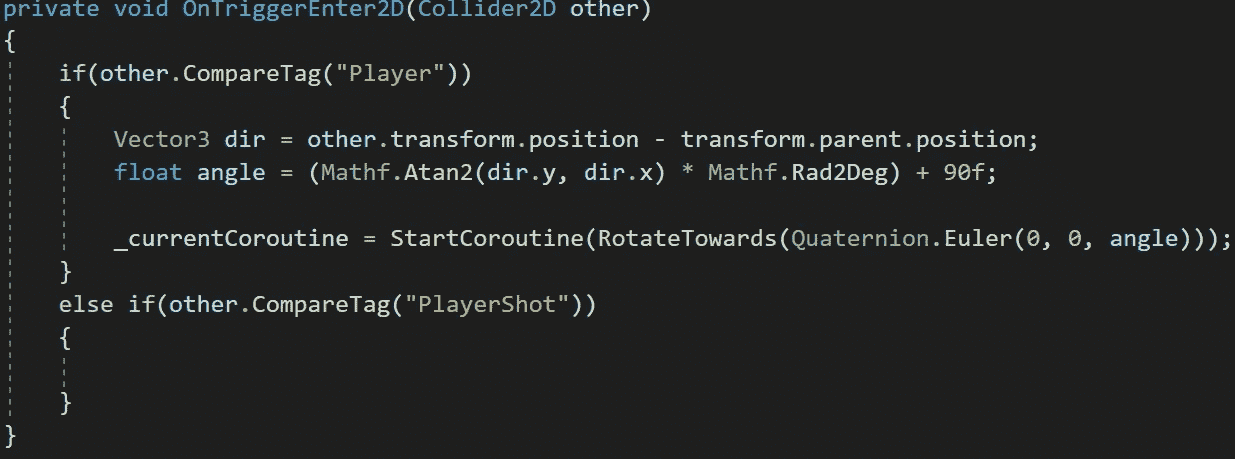 private void OnTriggerEnter2D(Collider2D other)
{
if(other.CompareTag("Player"))
{
Vector3 dir = other.transform.position - transform.parent.position;
float angle = (Mathf.Atan2(dir.y, dir.x) * Mathf.Rad2Deg) + 90f;
_currentCoroutine = StartCoroutine(RotateTowards(Quaternion.Euler(0, 0, angle)));
}
else if(other.CompareTag("PlayerShot"))
{
}
}